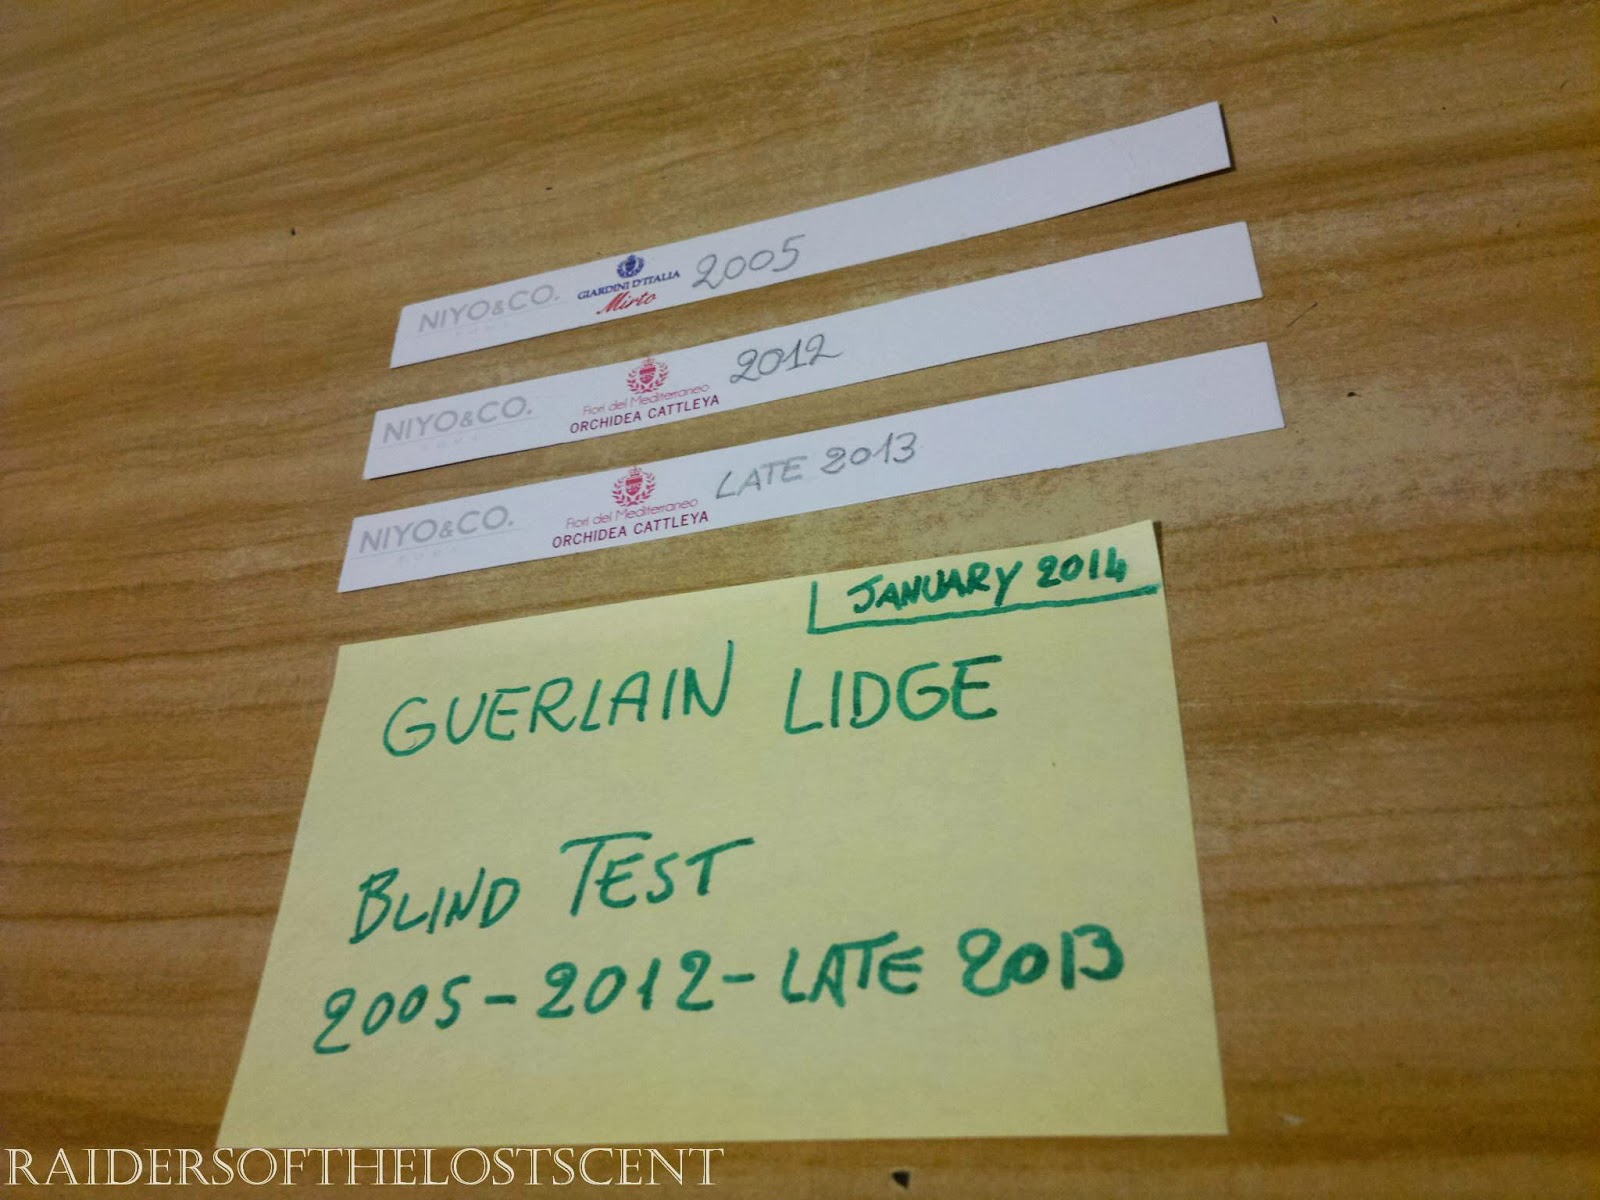 NIYO&CO.
GIARDINI D'ITALIA
Mirto
2005
NIYO&CO.
Fiori del Mediterraneo
ORCHIDEA CATTLEYA
2012
NIYO&CO.
Fiori del Mediterraneo
ORCHIDEA CATTLEYA
LATE 2013
JANUARY 2014
GUERLAIN LIDGE
BLIND TEST
2005-2012-LATE 2013
RAIDERSOFTHELOSTSCENT